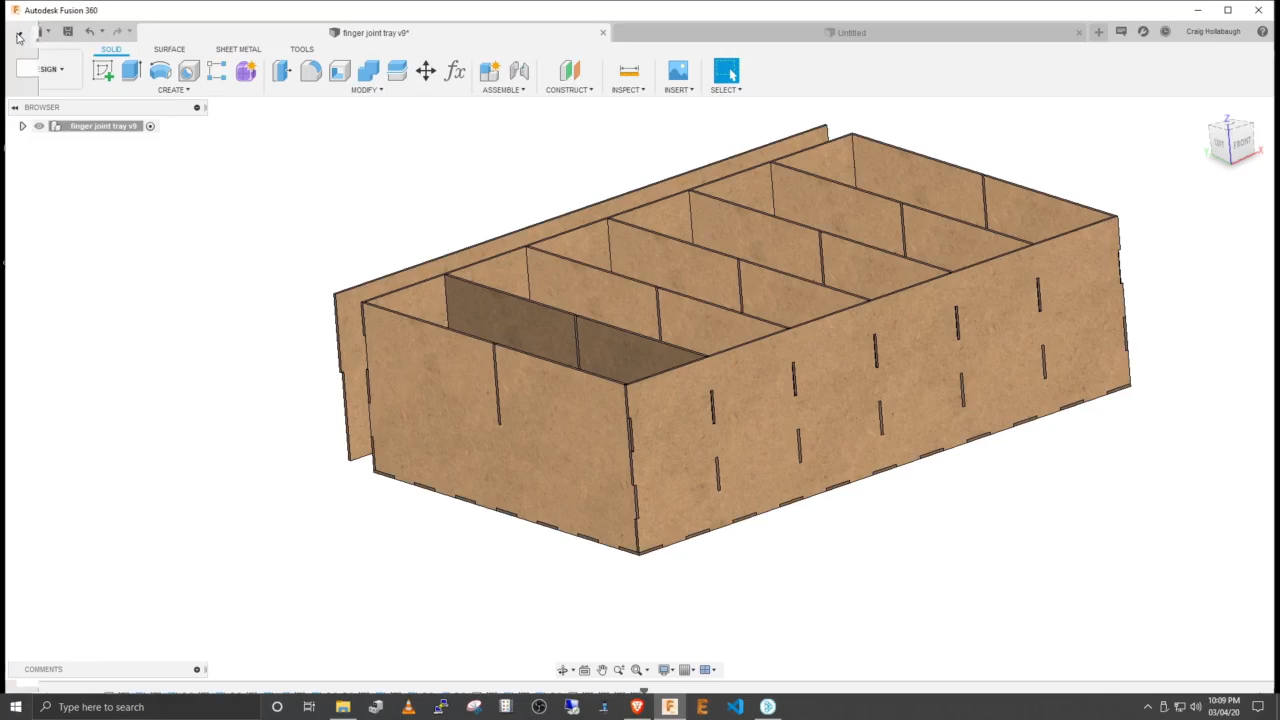 Autodesk Fusion 360
finger joint tray v9*
Untitled
Craig Hollabaugh
SOLID
SURFACE
SHEET METAL
TOOLS
SIGN
CREATE
MODIFY
ASSEMBLE
CONSTRUCT
INSPECT
INSERT
SELECT
BROWSER
finger joint tray v9
Z
LEFT
FRONT
X
Y
COMMENTS
Type here to search
10:09 PM
03/04/20